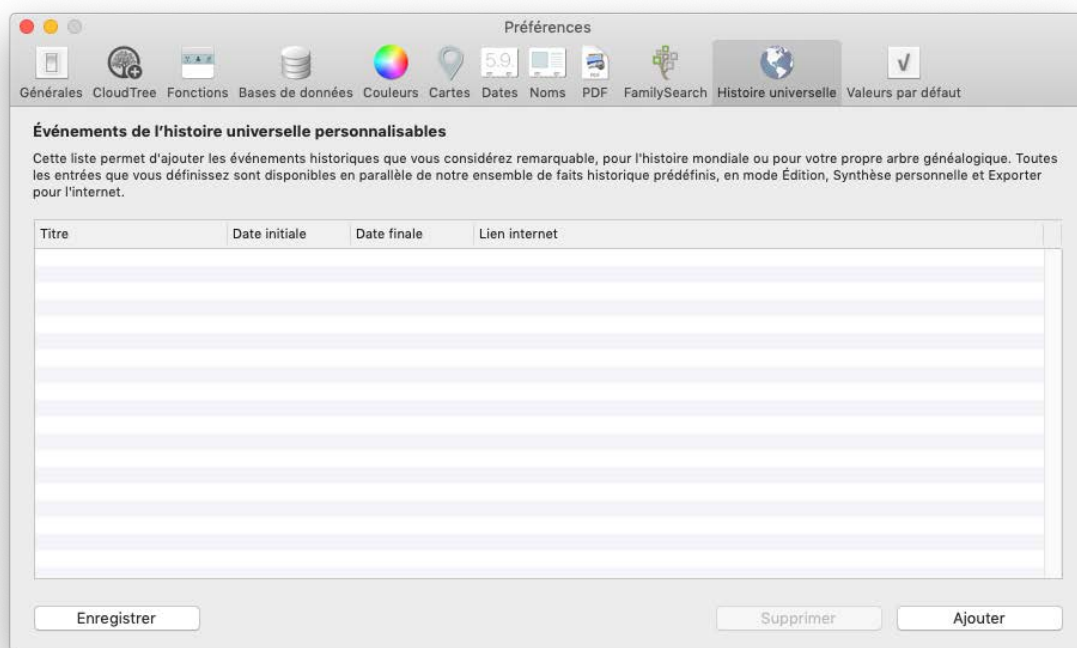 Préférences
Générales CloudTree Fonctions Bases de données Couleurs Cartes Dates Noms PDF FamilySearch Histoire universelle Valeurs par défaut
Événements de l'histoire universelle personnalisables
Cette liste permet d'ajouter les événements historiques que vous considérez remarquable, pour l'histoire mondiale ou pour votre propre arbre généalogique. Toutes
les entrées que vous définissez sont disponibles en parallèle de notre ensemble de faits historique prédéfinis, en mode Édition, Synthèse personnelle et Exporter
pour l'internet.
Titre Date initiale Date finale Lien internet
Enregistrer Supprimer Ajouter